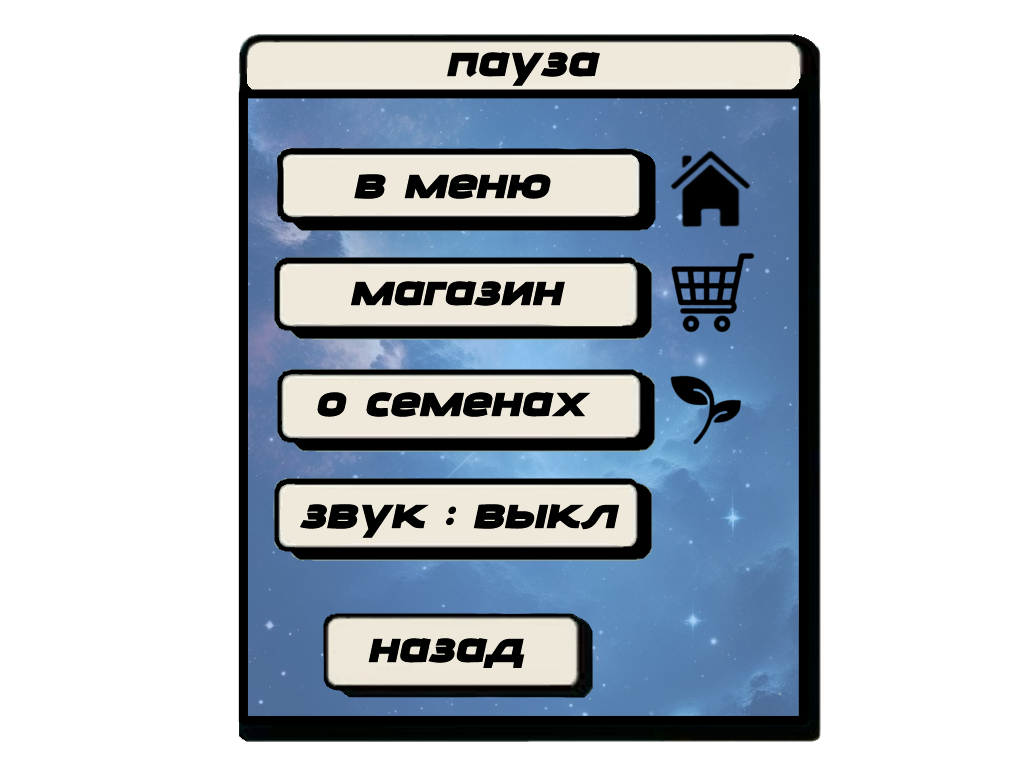 пауза
в меню
магазин
о семенах
звук : выкл
назад